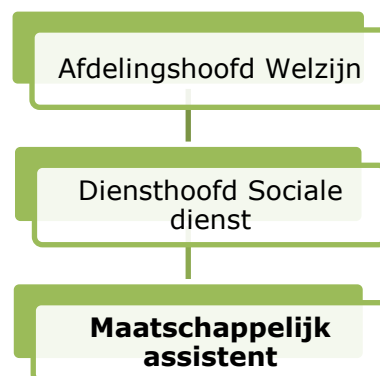 Afdelingshoofd Welzijn
Diensthoofd Sociale
dienst
Maatschappelijk
assistent